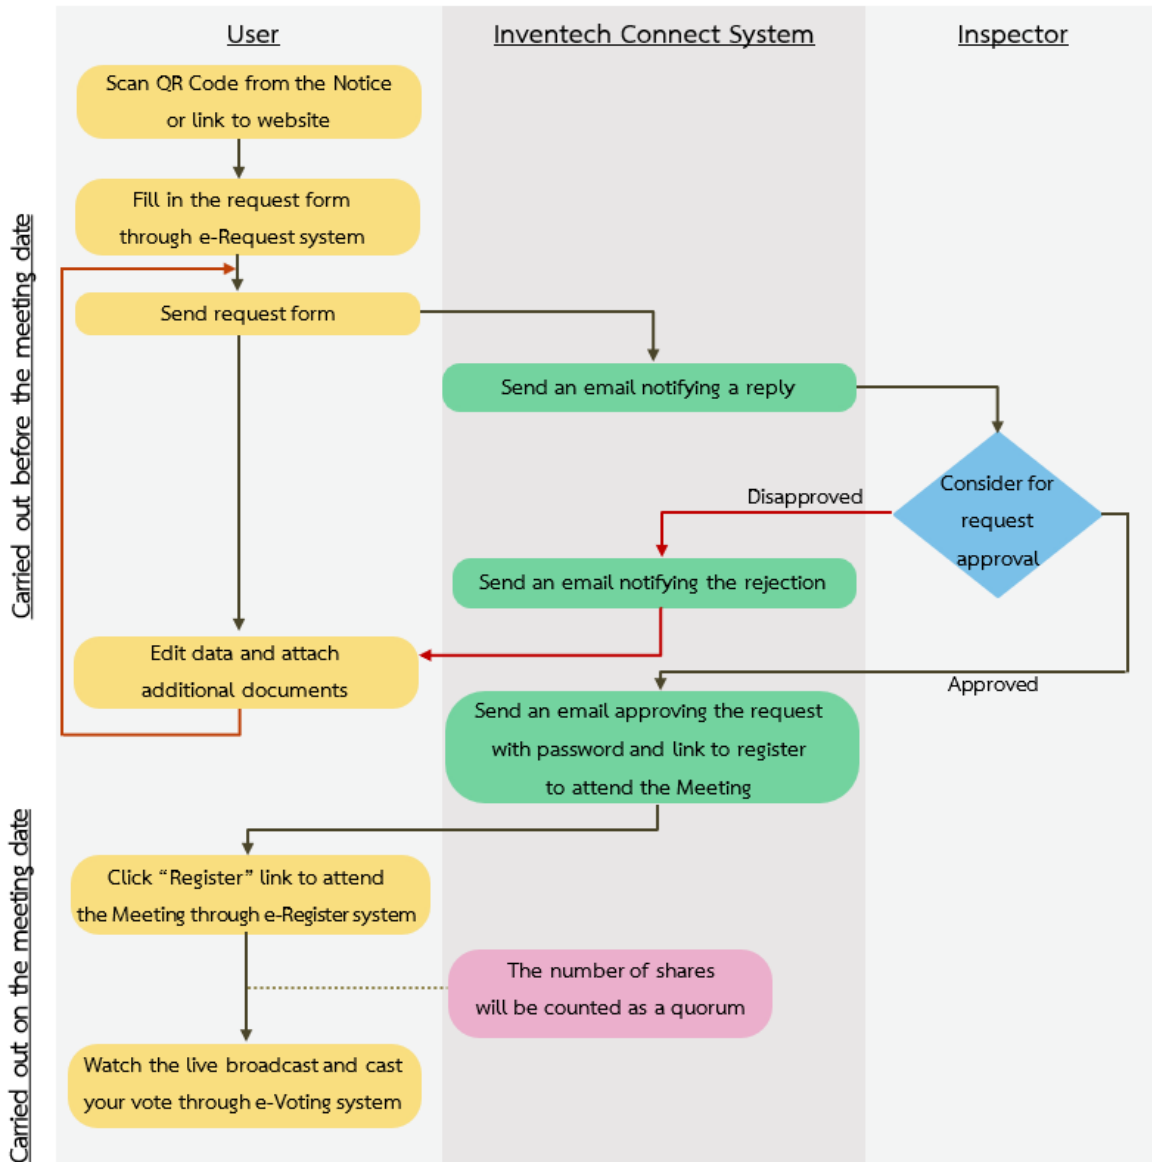 User
Inventech Connect System
Inspector
Carried out before the meeting date
Scan QR Code from the Notice
or link to website
Fill in the request form
through e-Request system
Send request form
Send an email notifying a reply
Consider for
request
approval
Disapproved
Send an email notifying the rejection
Edit data and attach
additional documents
Approved
Send an email approving the request
with password and link to register
to attend the Meeting
Carried out on the meeting date
Click “Register” link to attend
the Meeting through e-Register system
The number of shares
will be counted as a quorum
Watch the live broadcast and cast
your vote through e-Voting system